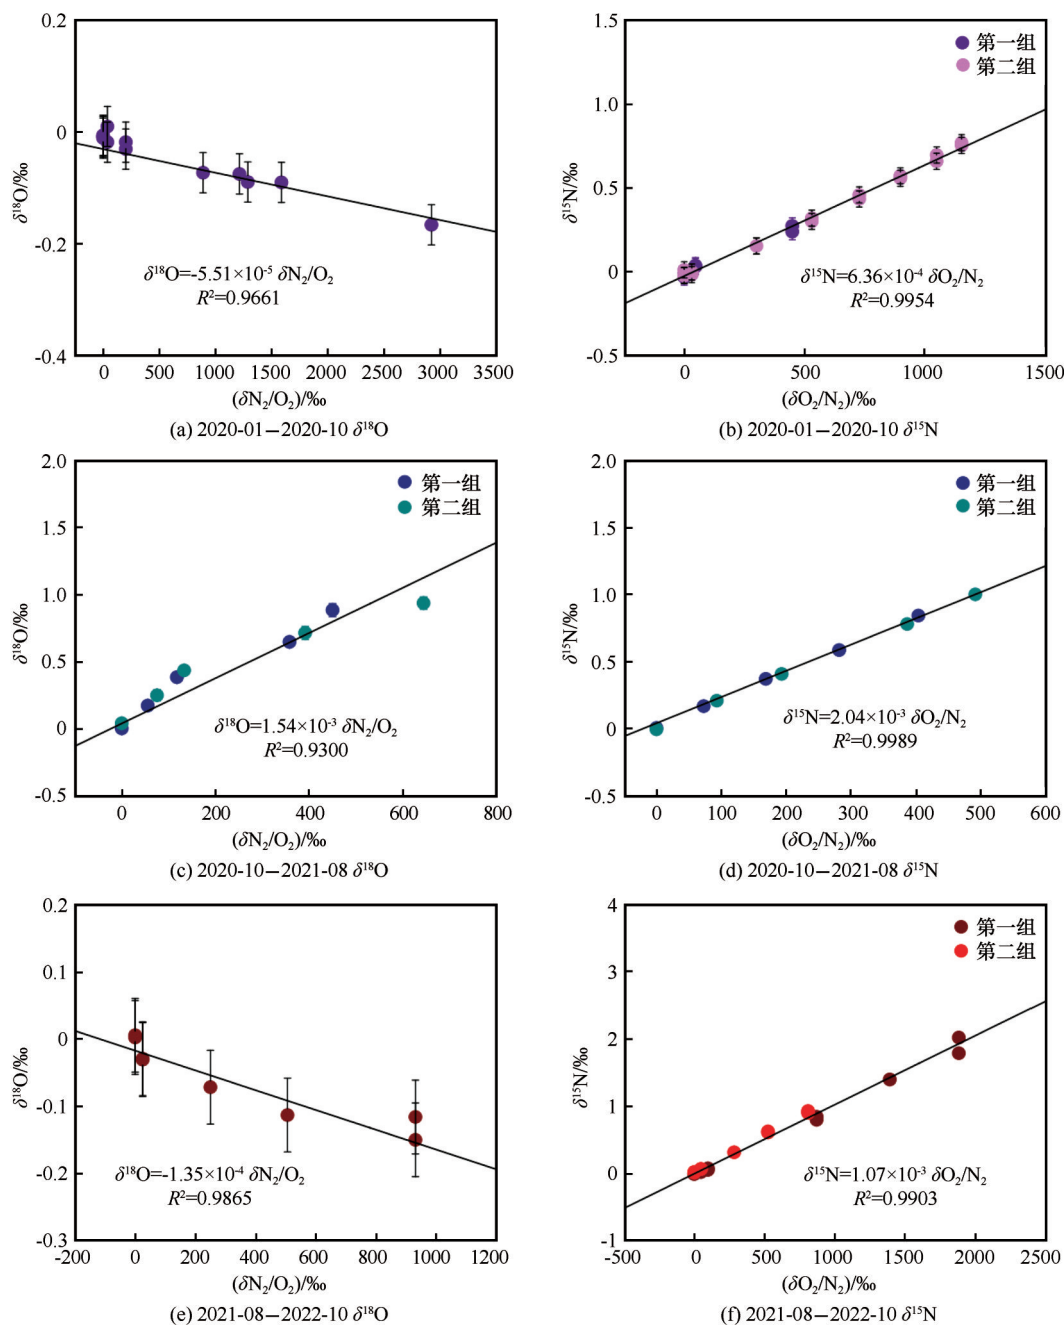 0.2
0
-0.2
-0.4
δ¹⁸O/‰
δ¹⁸O=-5.51×10⁻⁵ δN₂/O₂
R²=0.9661
0 500 1000 1500 2000 2500 3000 3500
(δN₂/O₂)/‰
(a) 2020-01—2020-10 δ¹⁸O
1.5
1.0
0.5
0
-0.5
δ¹⁵N/‰
第一组
第二组
δ¹⁵N=6.36×10⁻⁴ δO₂/N₂
R²=0.9954
0 500 1000 1500
(δO₂/N₂)/‰
(b) 2020-01—2020-10 δ¹⁵N
2.0
1.5
1.0
0.5
0
-0.5
δ¹⁸O/‰
第一组
第二组
δ¹⁸O=1.54×10⁻³ δN₂/O₂
R²=0.9300
0 200 400 600 800
(δN₂/O₂)/‰
(c) 2020-10—2021-08 δ¹⁸O
2.0
1.5
1.0
0.5
0
-0.5
δ¹⁵N/‰
第一组
第二组
δ¹⁵N=2.04×10⁻³ δO₂/N₂
R²=0.9989
0 100 200 300 400 500 600
(δO₂/N₂)/‰
(d) 2020-10—2021-08 δ¹⁵N
0.2
0.1
0
-0.1
-0.2
-0.3
δ¹⁸O/‰
δ¹⁸O=-1.35×10⁻⁴ δN₂/O₂
R²=0.9865
-200 0 200 400 600 800 1000 1200
(δN₂/O₂)/‰
(e) 2021-08—2022-10 δ¹⁸O
4
3
2
1
0
-1
δ¹⁵N/‰
第一组
第二组
δ¹⁵N=1.07×10⁻³ δO₂/N₂
R²=0.9903
-500 0 500 1000 1500 2000 2500
(δO₂/N₂)/‰
(f) 2021-08—2022-10 δ¹⁵N